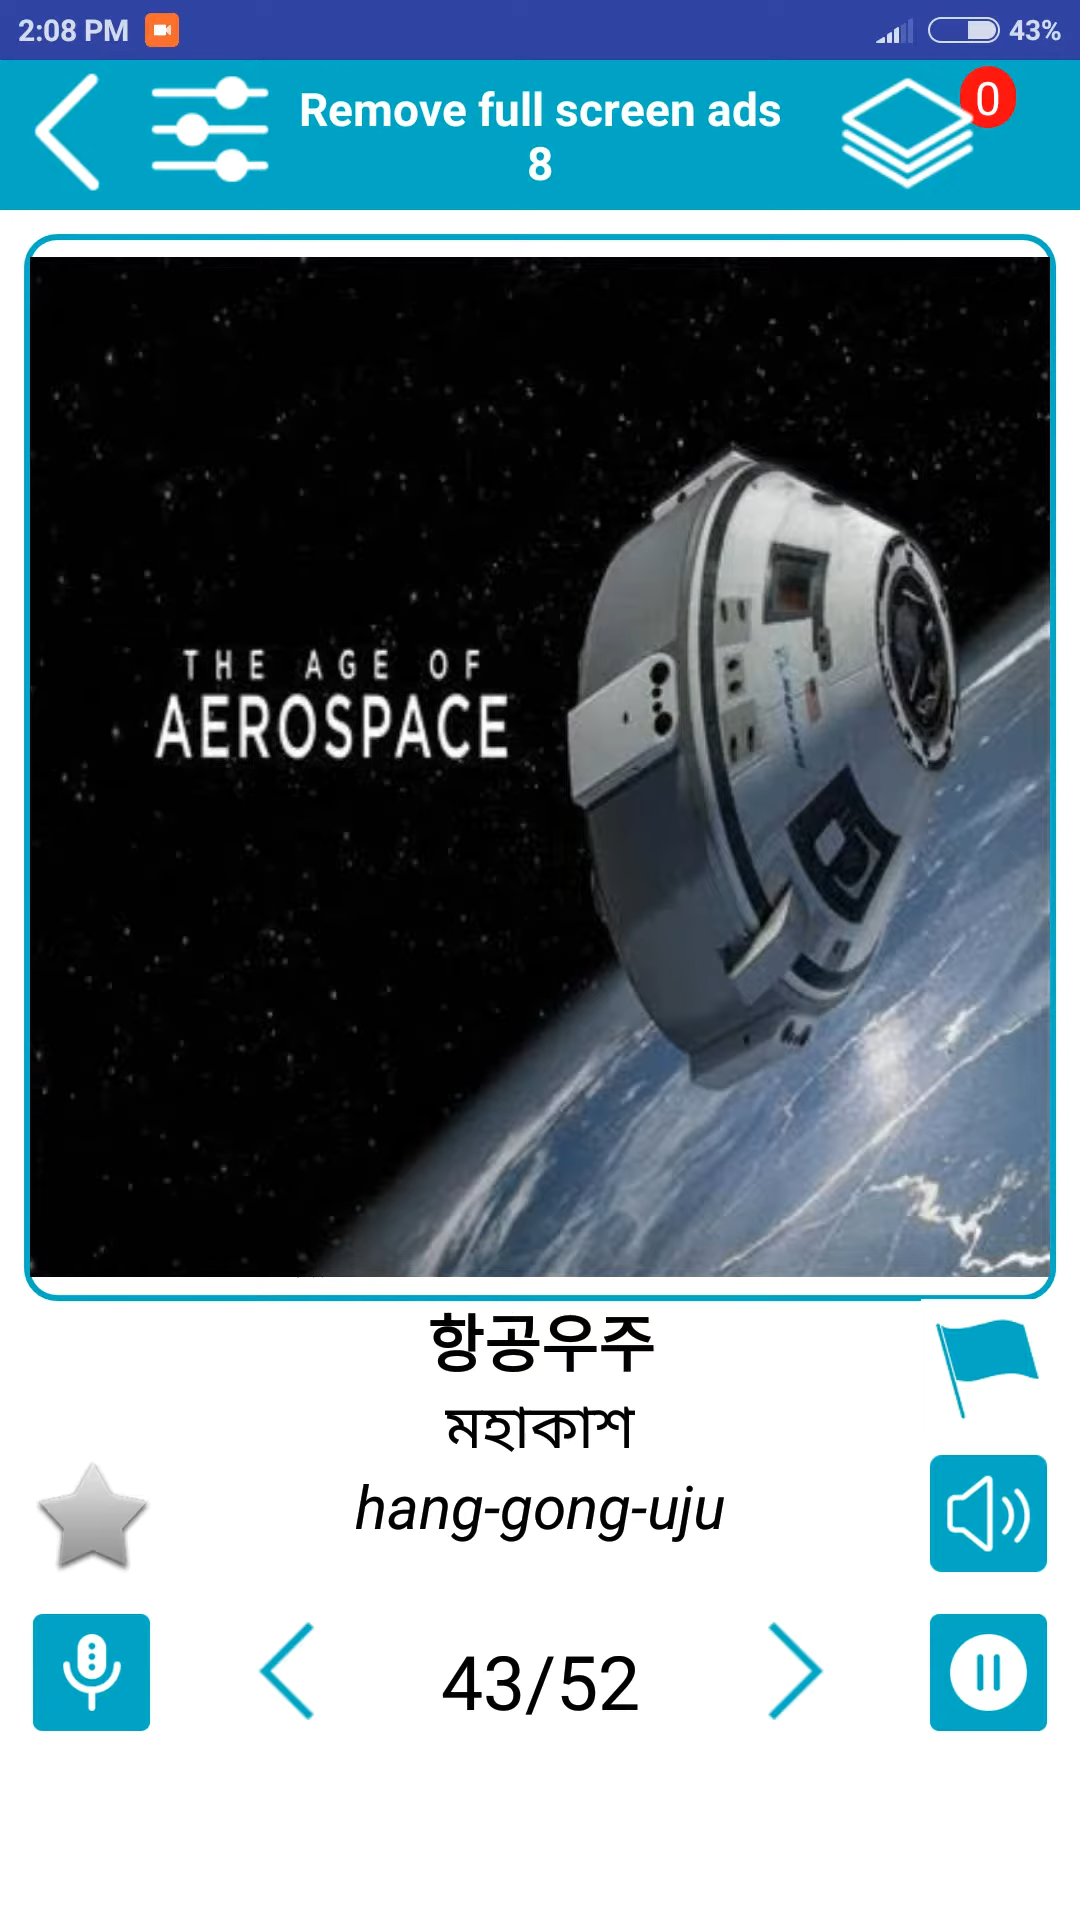 2:08 PM
43%
Remove full screen ads
8
0
THE AGE OF
AEROSPACE
BOEING
항공우주
মহাকাশ
hang-gong-uju
43/52